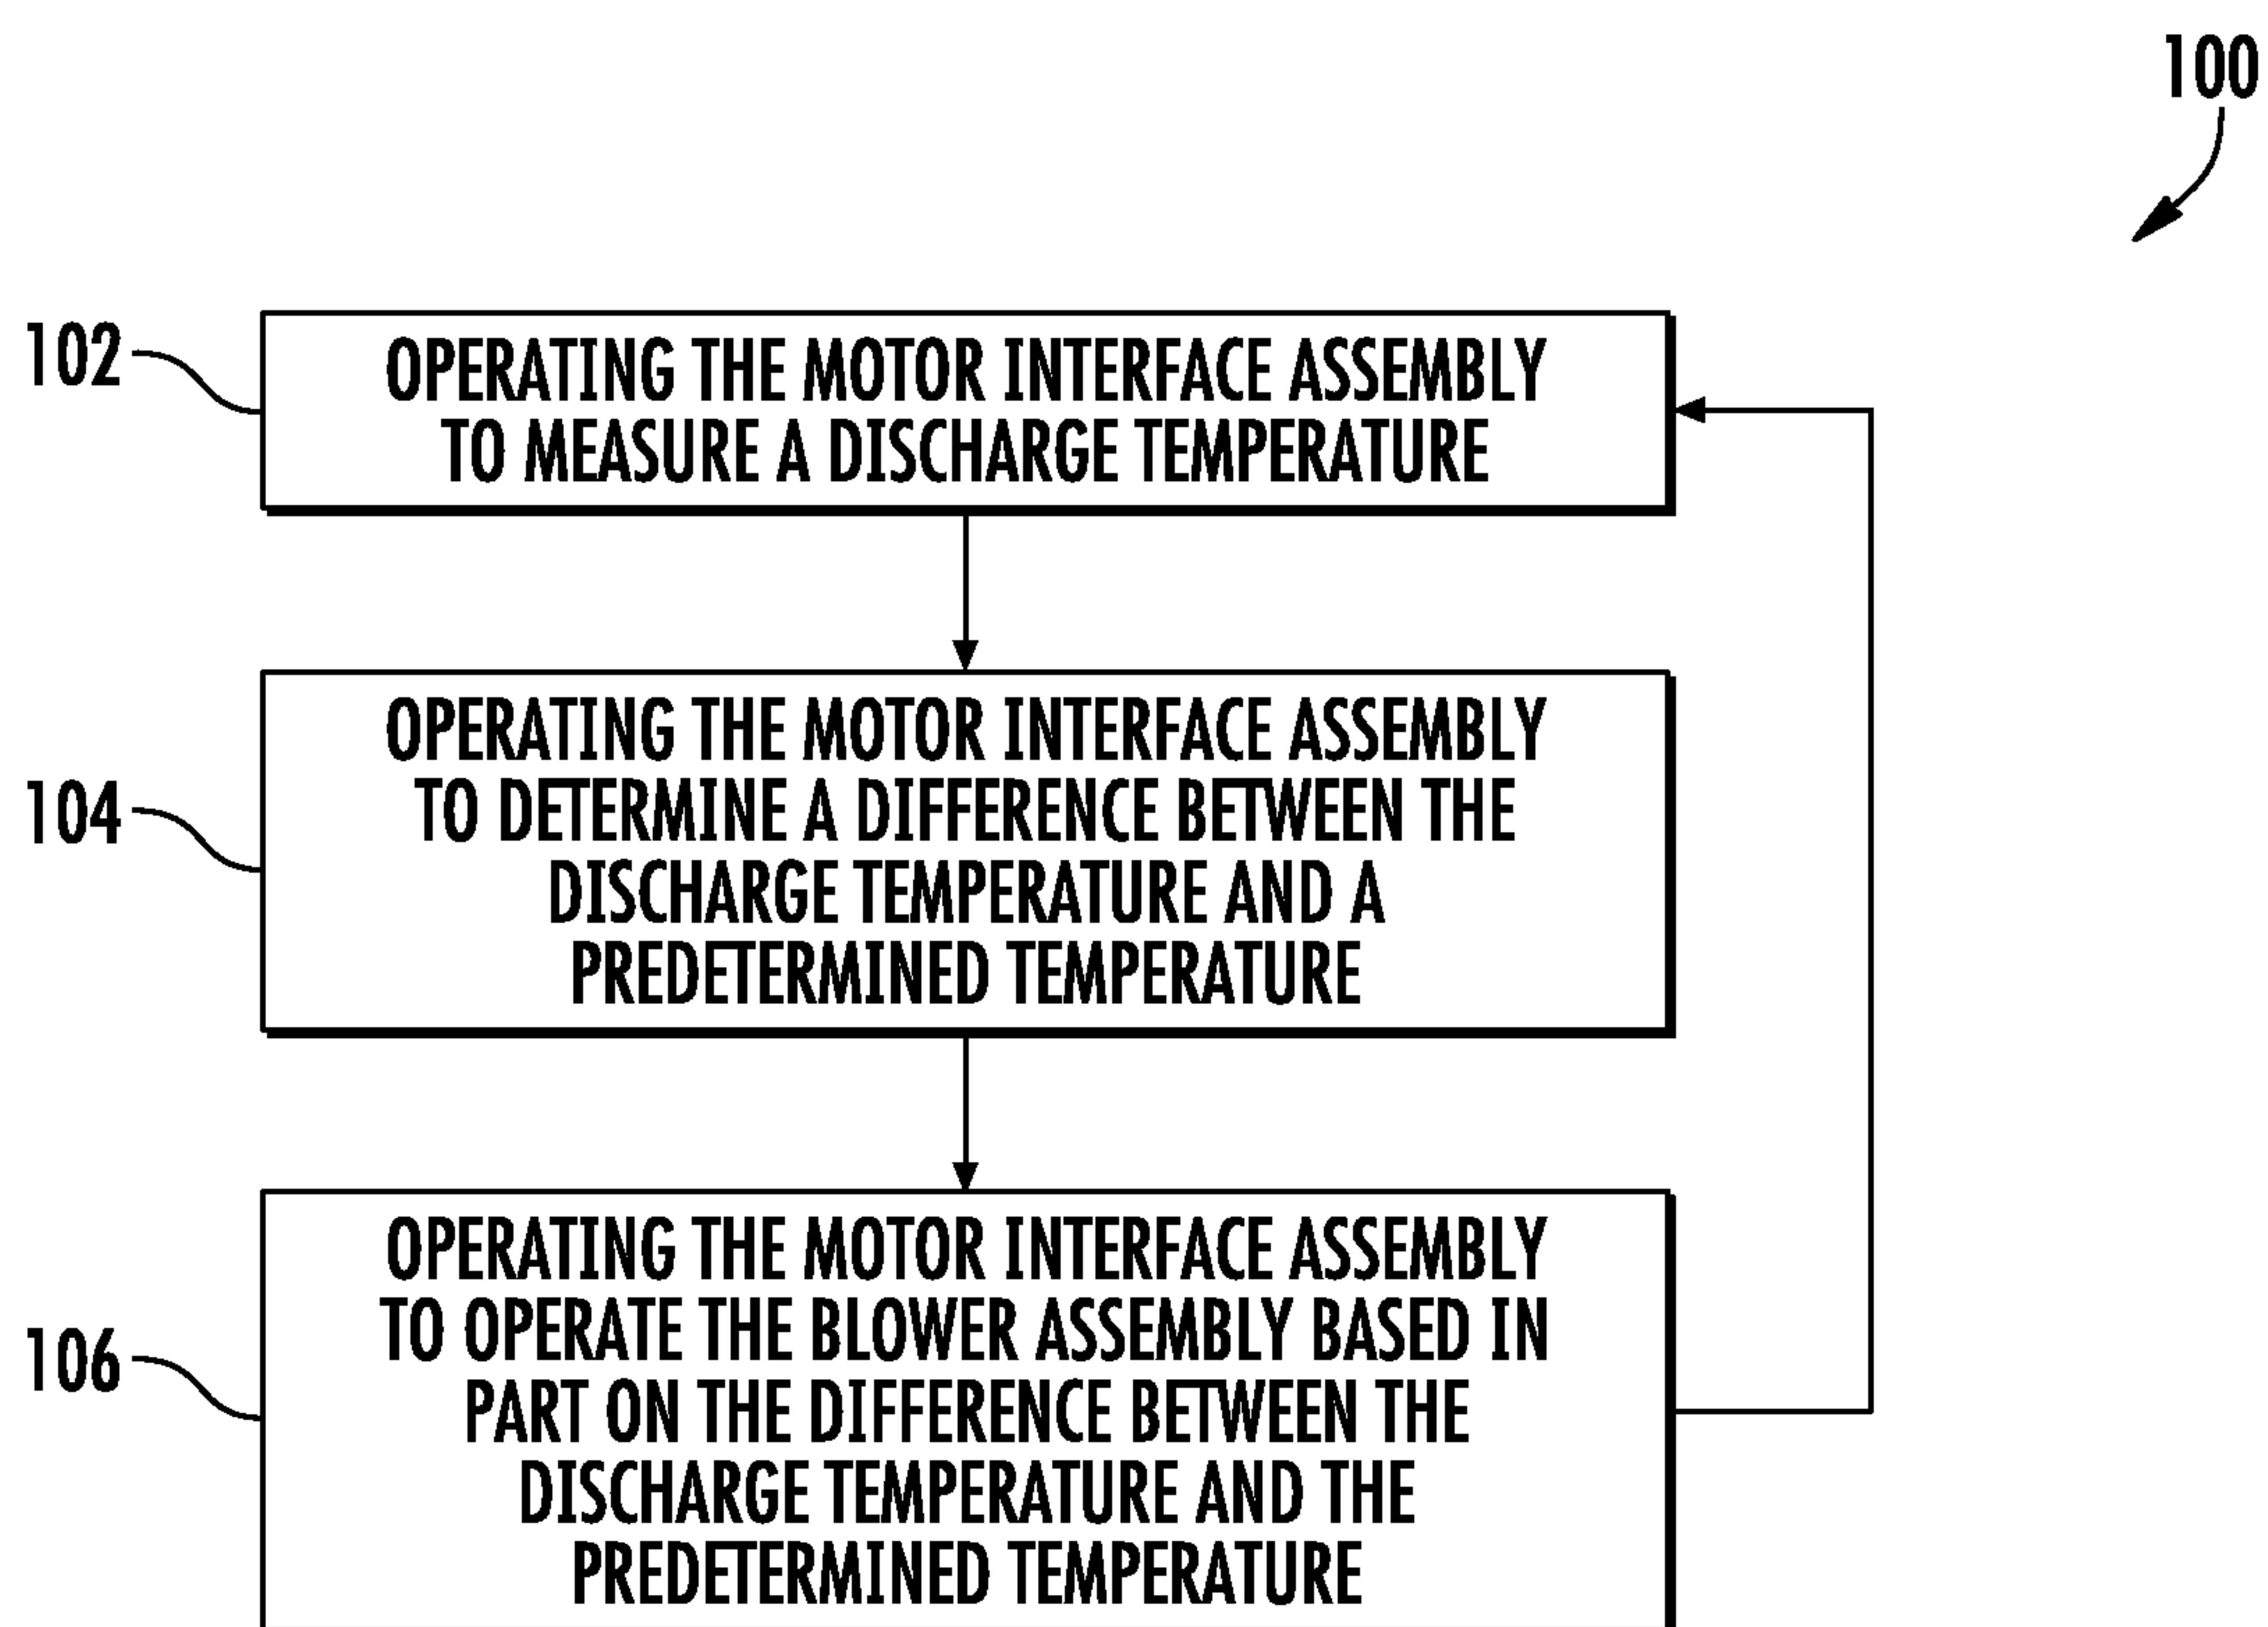 100
102
OPERATING THE MOTOR INTERFACE ASSEMBLY
TO MEASURE A DISCHARGE TEMPERATURE
104
OPERATING THE MOTOR INTERFACE ASSEMBLY
TO DETERMINE A DIFFERENCE BETWEEN THE
DISCHARGE TEMPERATURE AND A
PREDETERMINED TEMPERATURE
106
OPERATING THE MOTOR INTERFACE ASSEMBLY
TO OPERATE THE BLOWER ASSEMBLY BASED IN
PART ON THE DIFFERENCE BETWEEN THE
DISCHARGE TEMPERATURE AND THE
PREDETERMINED TEMPERATURE